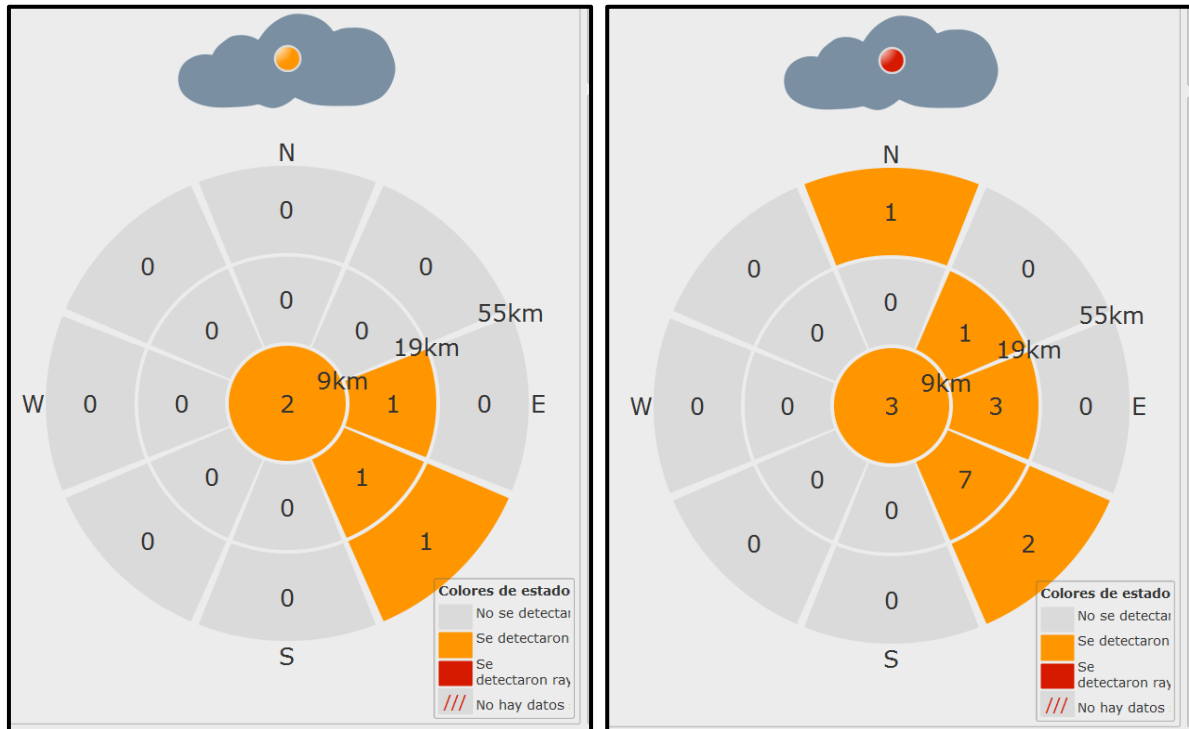 N
0
0
0
0
0
0
55km
19km
9km
W
0
0
2
1
0
E
0
1
0
0
1
0
S
Colores de estado
No se detectar
Se detectaron
Se
detectaron ray
No hay datos
N
1
0
0
0
0
1
55km
19km
9km
W
0
0
3
3
0
E
0
7
0
0
2
0
S
Colores de estado
No se detectar
Se detectaron
Se
detectaron ray
No hay datos